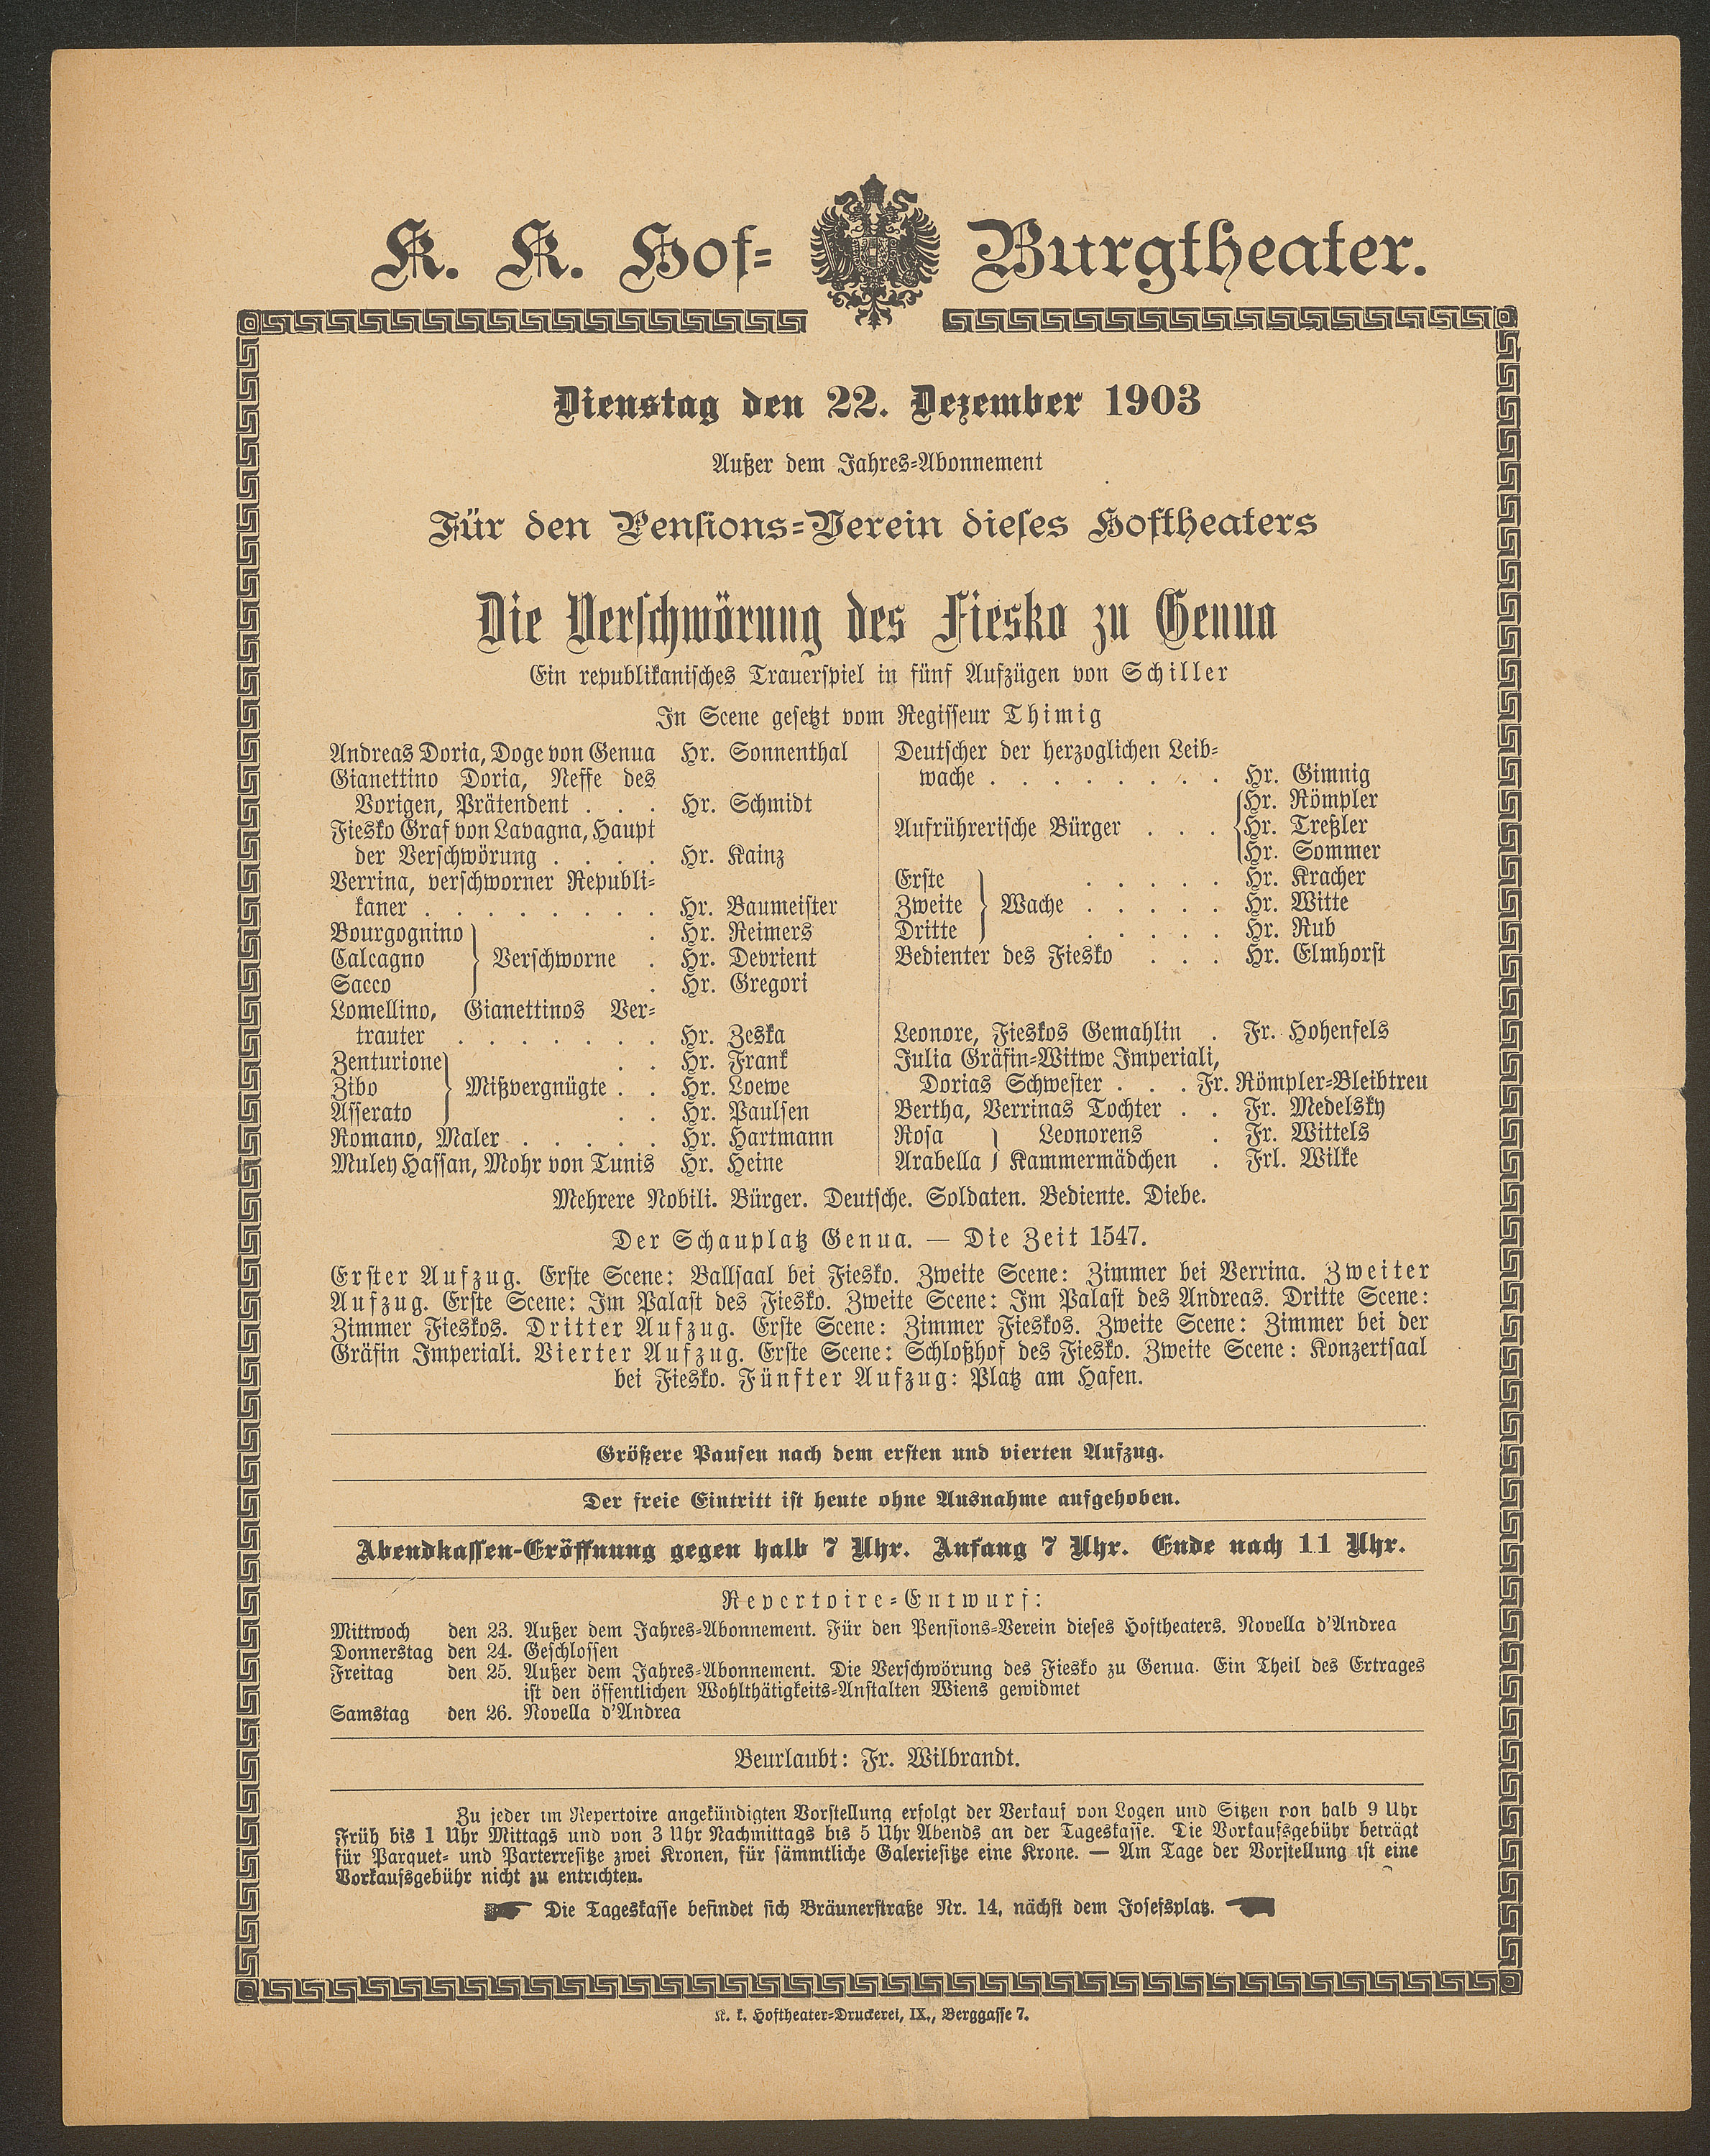 K. K. Hof= Burgtheater.
Dienstag den 22. Dezember 1903
Außer dem Jahres=Abonnement
Für den Pensions=Verein dieses Hoftheaters
Die Verschwörung des Fiesko zu Genua
Ein republikanisches Trauerspiel in fünf Aufzügen von Schiller
In Scene gesetzt vom Regisseur Thimig
Andreas Doria, Doge von Genua Hr. Sonnenthal
Gianettino Doria, Neffe des
Vorigen, Prätendent . . . Hr. Schmidt
Fiesko Graf von Lavagna, Haupt
der Verschwörung . . . . Hr. Kainz
Verrina, verschworner Republi=
kaner . . . . . . . . Hr. Baumeister
Bourgognino . Hr. Reimers
Calcagno } Verschworne . Hr. Devrient
Sacco . Hr. Gregori
Lomellino, Gianettinos Ver=
trauter . . . . . . . Hr. Zeska
Zenturione . . Hr. Frank
Zibo } Mißvergnügte . . Hr. Loewe
Asserato . . Hr. Paulsen
Romano, Maler . . . . . Hr. Hartmann
Muley Hassan, Mohr von Tunis Hr. Heine
Deutscher der herzoglichen Leib=
wache . . . . . . . . Hr. Gimnig
{ Hr. Römpler
Aufrührerische Bürger . . . Hr. Treßler
Hr. Sommer
Erste . . . . . Hr. Kracher
Zweite } Wache . . . . . Hr. Witte
Dritte . . . . . Hr. Rub
Bedienter des Fiesko . . . Hr. Elmhorst
Leonore, Fieskos Gemahlin . Fr. Hohenfels
Julia Gräfin=Witwe Imperiali,
Dorias Schwester . . . Fr. Römpler=Bleibtreu
Bertha, Verrinas Tochter . . Fr. Medelsky
Rosa } Leonorens . Fr. Wittels
Arabella } Kammermädchen . Frl. Wilke
Mehrere Nobili. Bürger. Deutsche. Soldaten. Bediente. Diebe.
Der Schauplatz Genua. — Die Zeit 1547.
Erster Aufzug. Erste Scene: Ballsaal bei Fiesko. Zweite Scene: Zimmer bei Verrina. Zweiter
Aufzug. Erste Scene: Im Palast des Fiesko. Zweite Scene: Im Palast des Andreas. Dritte Scene:
Zimmer Fieskos. Dritter Aufzug. Erste Scene: Zimmer Fieskos. Zweite Scene: Zimmer bei der
Gräfin Imperiali. Vierter Aufzug. Erste Scene: Schloßhof des Fiesko. Zweite Scene: Konzertsaal
bei Fiesko. Fünfter Aufzug: Platz am Hafen.
Größere Pausen nach dem ersten und vierten Aufzug.
Der freie Eintritt ist heute ohne Ausnahme aufgehoben.
Abendkassen-Eröffnung gegen halb 7 Uhr. Anfang 7 Uhr. Ende nach 11 Uhr.
Repertoire=Entwurf:
Mittwoch den 23. Außer dem Jahres=Abonnement. Für den Pensions=Verein dieses Hoftheaters. Novella d'Andrea
Donnerstag den 24. Geschlossen
Freitag den 25. Außer dem Jahres=Abonnement. Die Verschwörung des Fiesko zu Genua. Ein Theil des Ertrages
ist den öffentlichen Wohlthätigkeits=Anstalten Wiens gewidmet
Samstag den 26. Novella d'Andrea
Beurlaubt: Fr. Wilbrandt.
Zu jeder im Repertoire angekündigten Vorstellung erfolgt der Verkauf von Logen und Sitzen von halb 9 Uhr
Früh bis 1 Uhr Mittags und von 3 Uhr Nachmittags bis 5 Uhr Abends an der Tageskasse. Die Vorkaufsgebühr beträgt
für Parquet= und Parterresitze zwei Kronen, für sämmtliche Galeriesitze eine Krone. — Am Tage der Vorstellung ist eine
Vorkaufsgebühr nicht zu entrichten.
Die Tageskasse befindet sich Bräunerstraße Nr. 14, nächst dem Josefsplatz.
K. k. Hoftheater=Druckerei, IX., Berggasse 7.